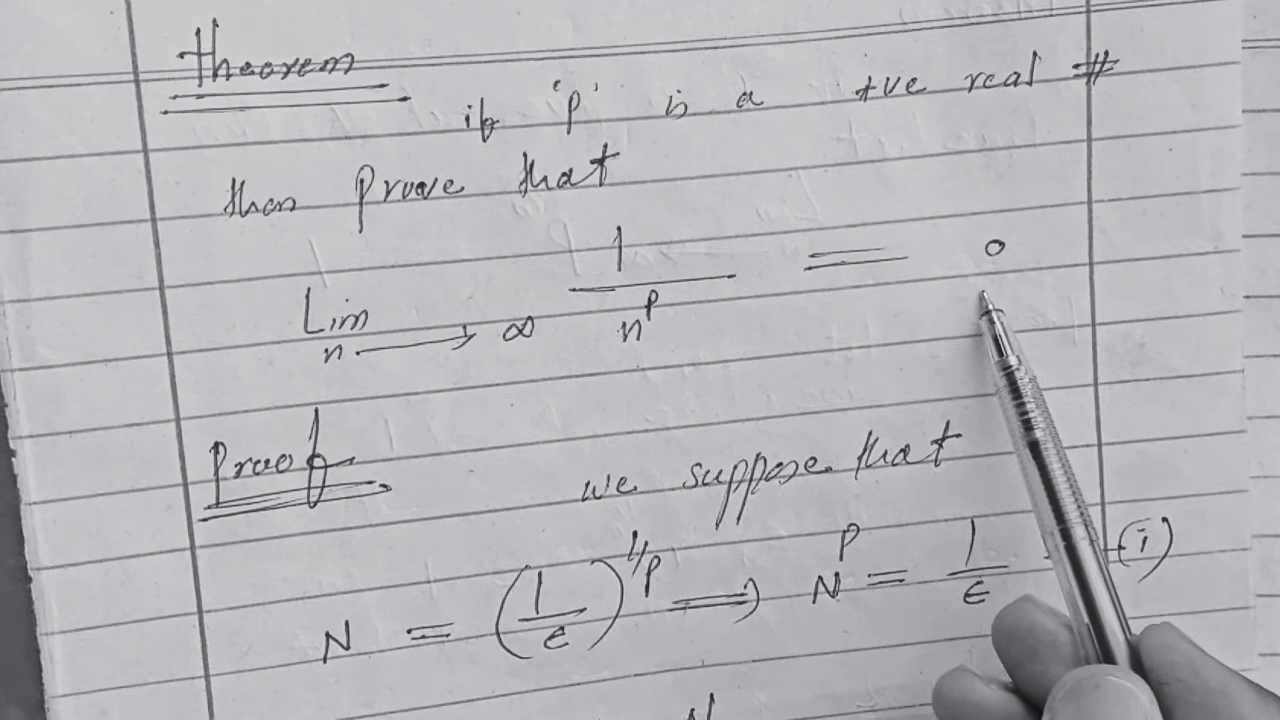 Theorem
if 'p' is a +ve real #
then Prove that
Lim n → ∞ 1/n^p = 0
Proof
we suppose that
N = (1/ϵ)^1/p ⟹ N^p = 1/ϵ (i)
N